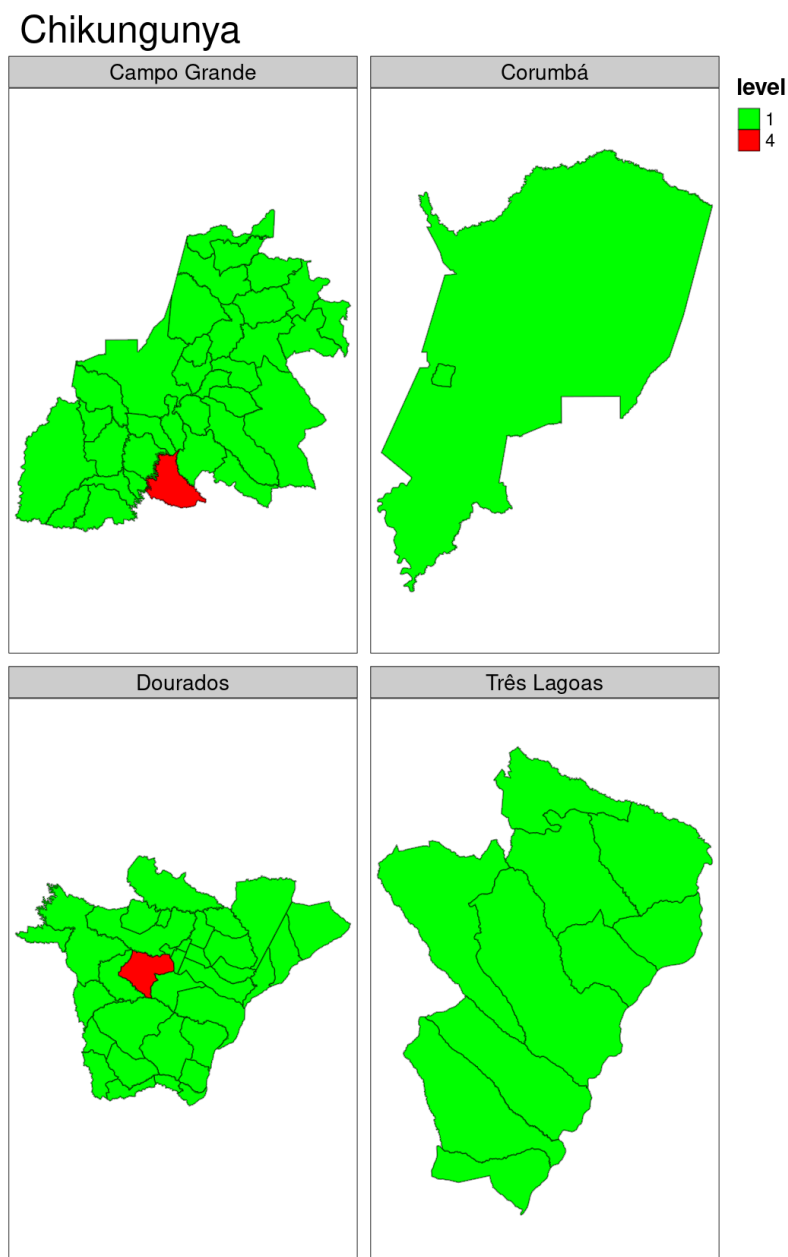 Chikungunya
Campo Grande
Corumbá
level
1
4
Dourados
Três Lagoas